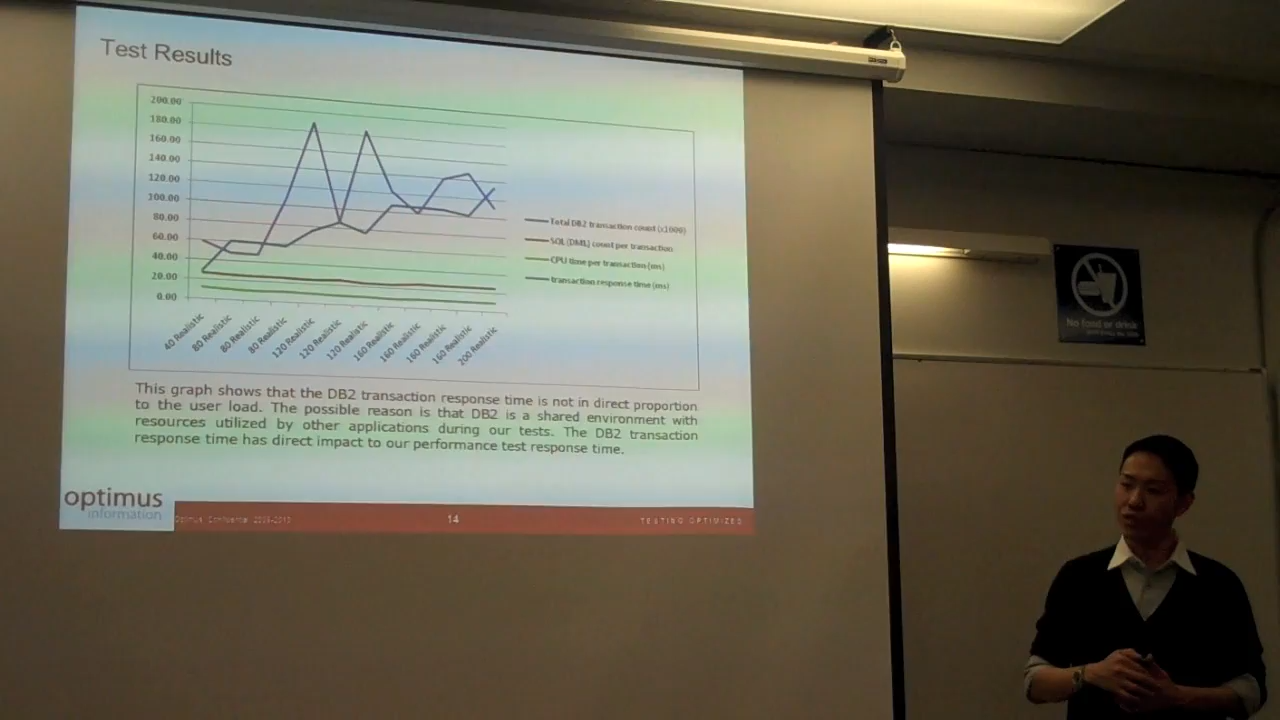 Test Results
200.00
180.00
160.00
140.00
120.00
100.00
80.00
60.00
40.00
20.00
0.00
40 Realistic
80 Realistic
80 Realistic
80 Realistic
120 Realistic
120 Realistic
120 Realistic
160 Realistic
160 Realistic
160 Realistic
160 Realistic
200 Realistic
Total DB2 transaction count (x1000)
SQL (DML) count per transaction
CPU time per transaction (ms)
transaction response time (ms)
This graph shows that the DB2 transaction response time is not in direct proportion
to the user load. The possible reason is that DB2 is a shared environment with
resources utilized by other applications during our tests. The DB2 transaction
response time has direct impact to our performance test response time.
optimus
information
14
TESTING OPTIMIZED
No food or drink